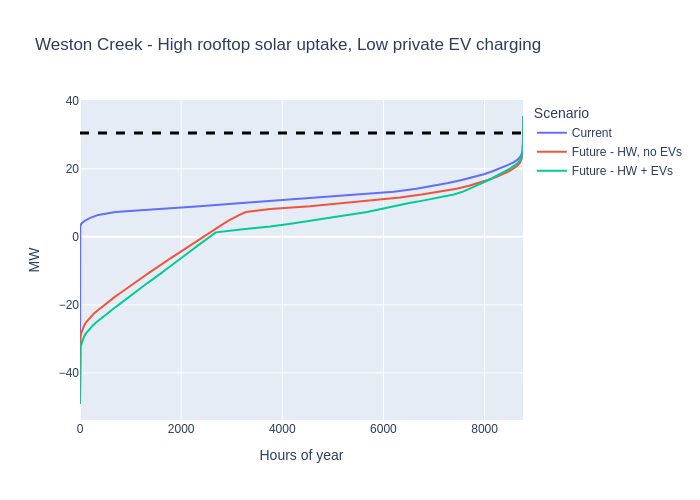 Weston Creek - High rooftop solar uptake, Low private EV charging
40
20
0
−20
−40
MW
0
2000
4000
6000
8000
Hours of year
Scenario
Current
Future - HW, no EVs
Future - HW + EVs